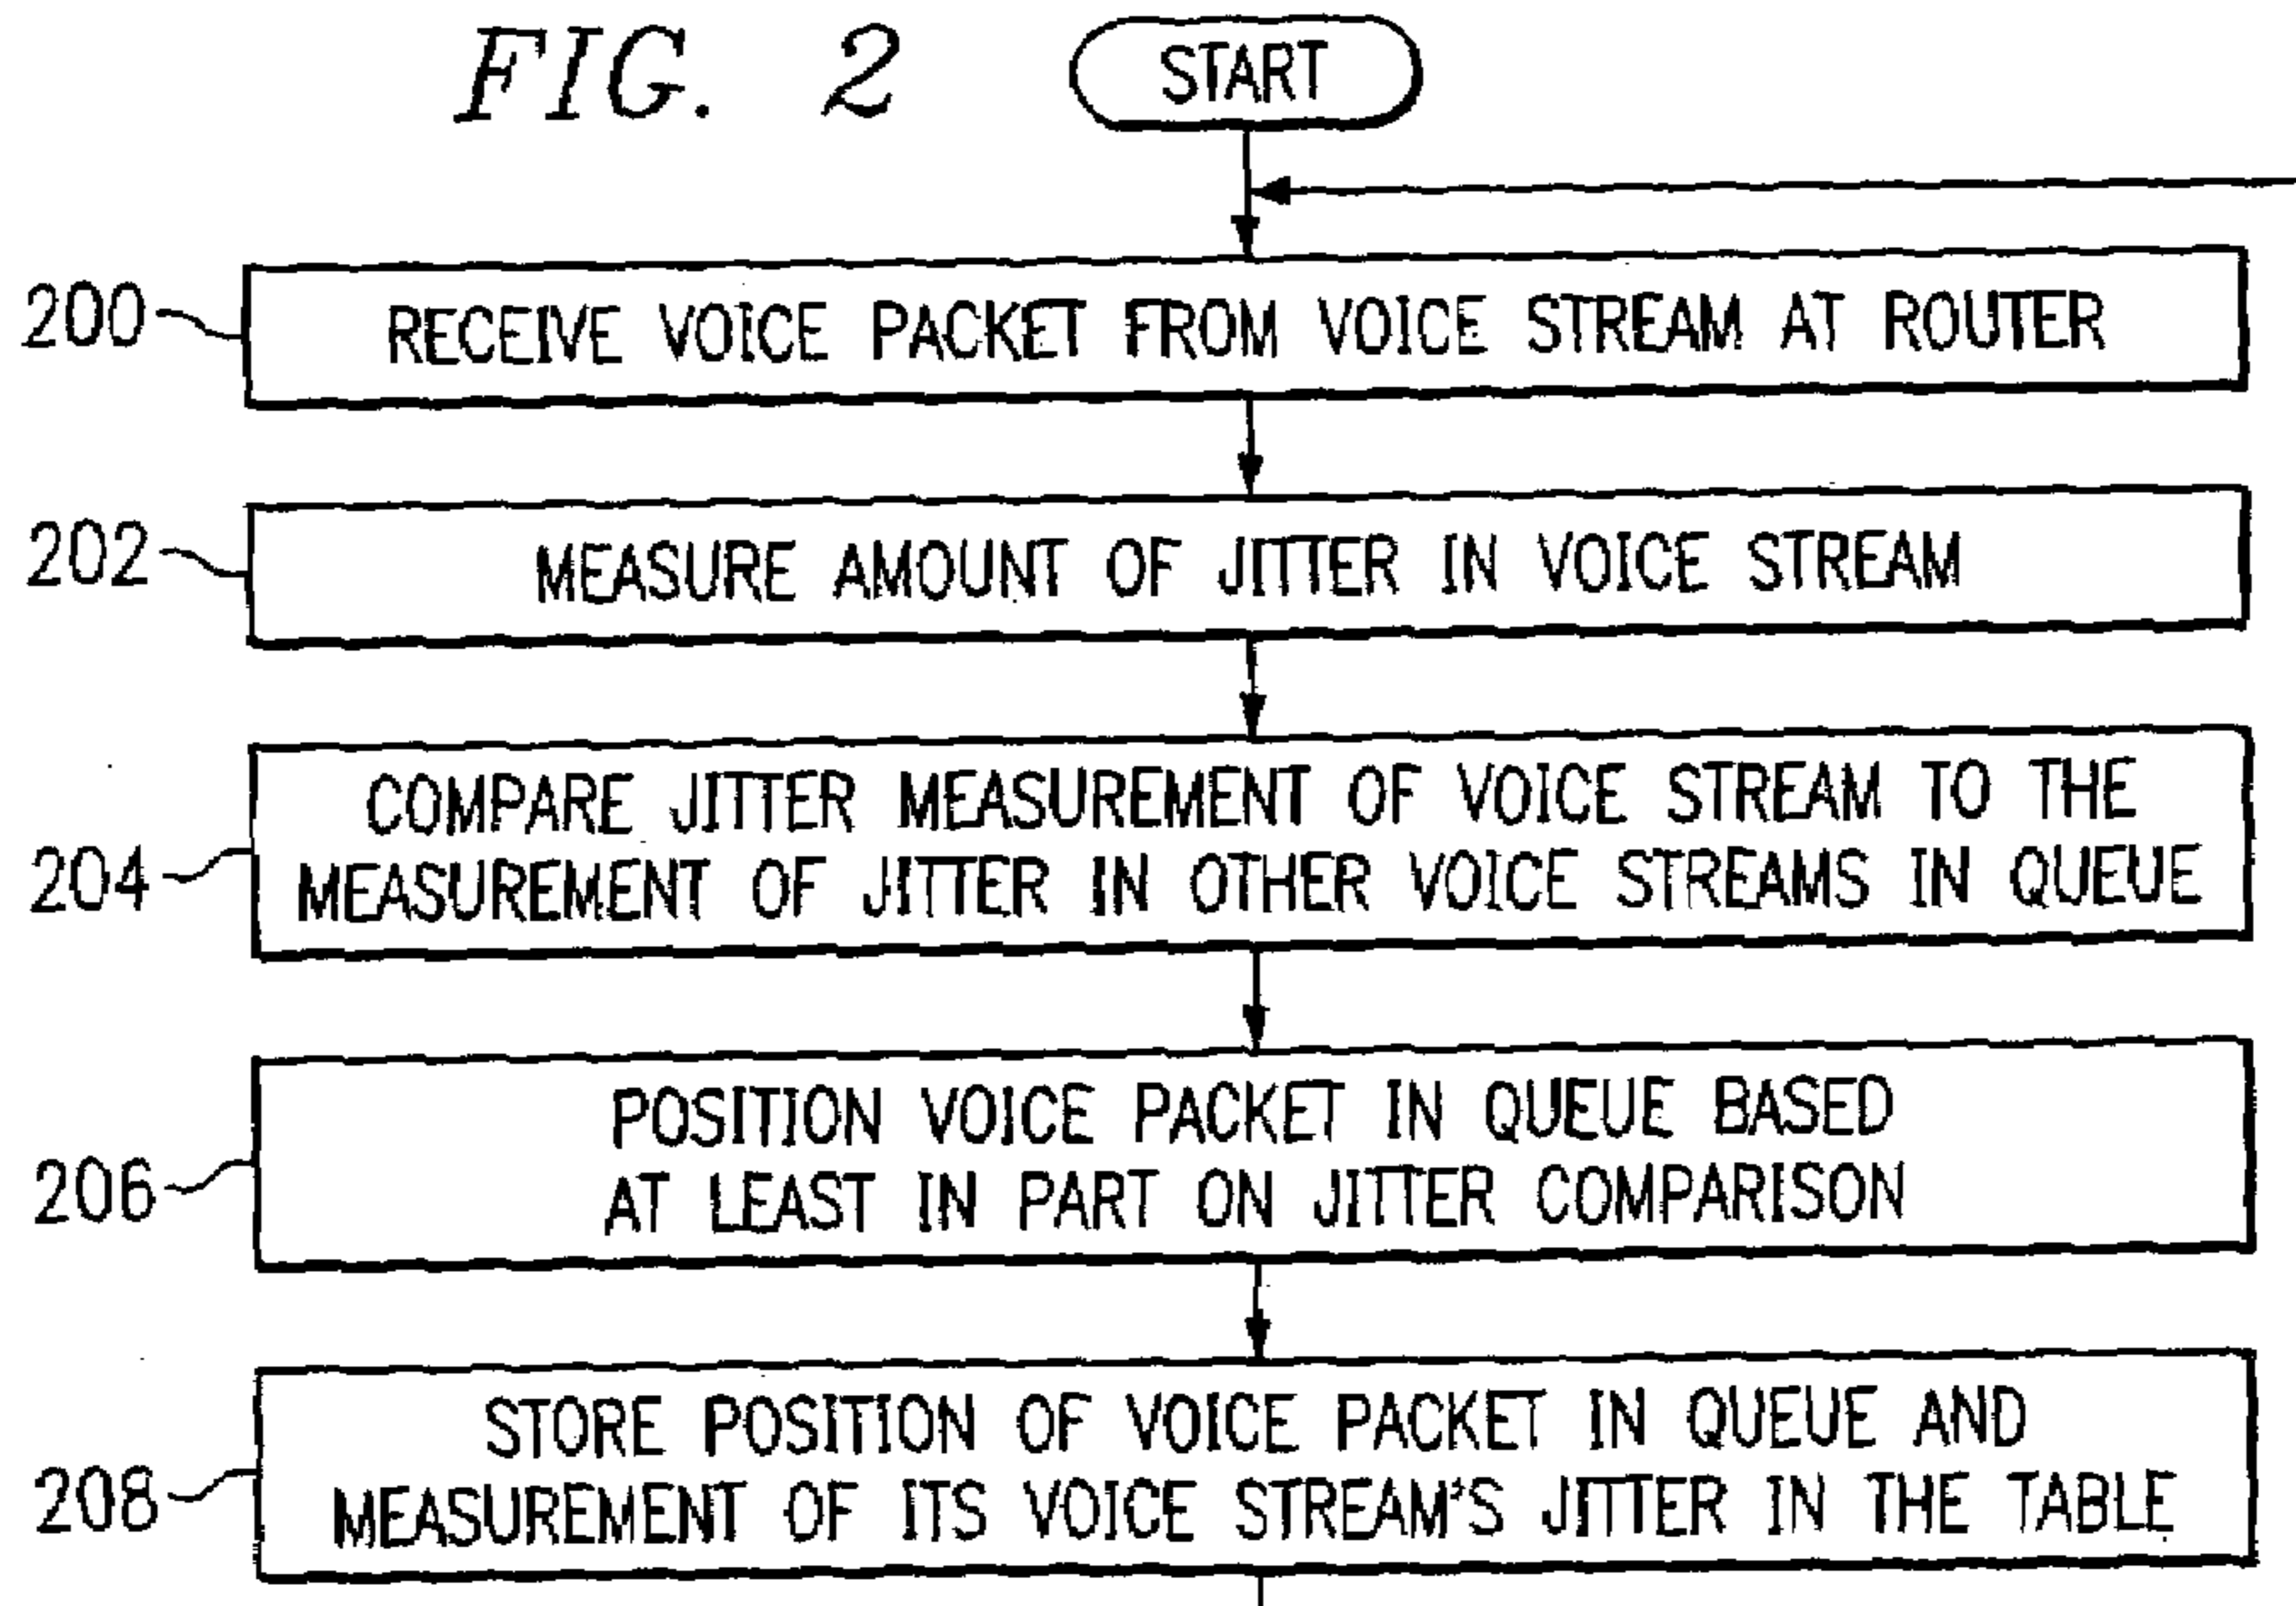 FIG. 2
START
200
RECEIVE VOICE PACKET FROM VOICE STREAM AT ROUTER
202
MEASURE AMOUNT OF JITTER IN VOICE STREAM
204
COMPARE JITTER MEASUREMENT OF VOICE STREAM TO THE
MEASUREMENT OF JITTER IN OTHER VOICE STREAMS IN QUEUE
206
POSITION VOICE PACKET IN QUEUE BASED
AT LEAST IN PART ON JITTER COMPARISON
208
STORE POSITION OF VOICE PACKET IN QUEUE AND
MEASUREMENT OF ITS VOICE STREAM'S JITTER IN THE TABLE